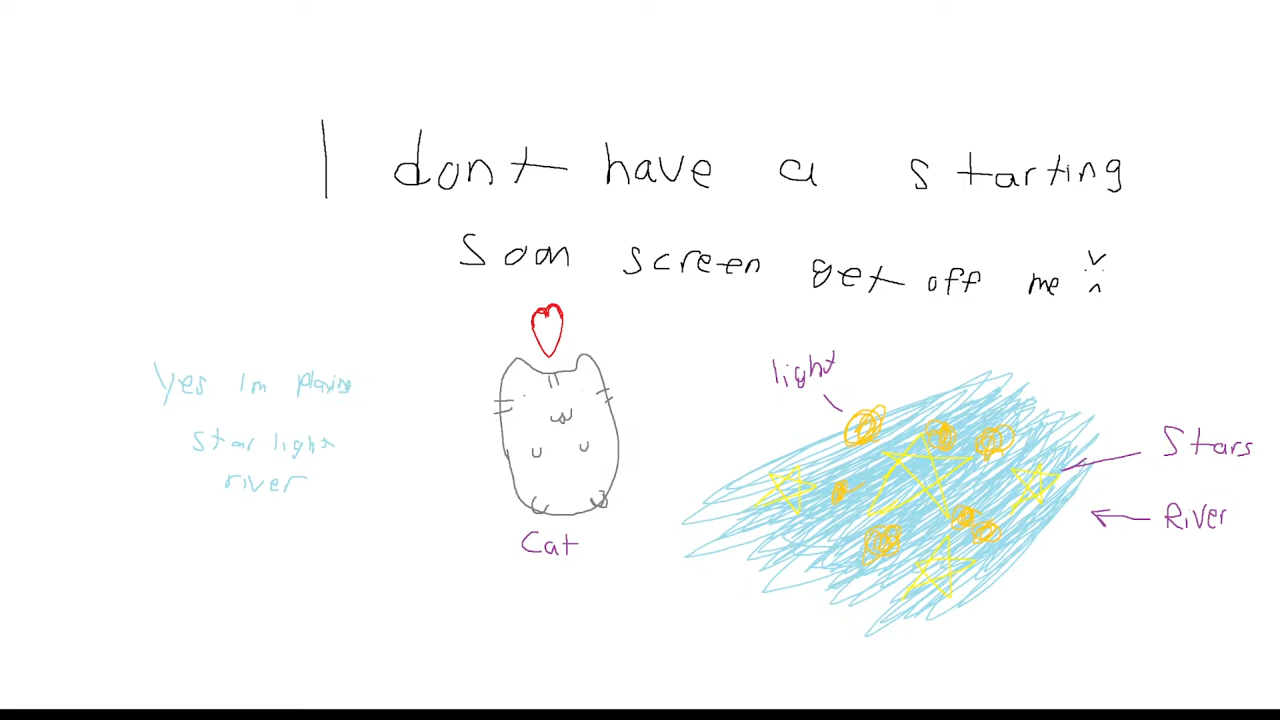 I dont have a starting
soon screen get off me
light
Yes Im playing
star light
river
Stars
River
Cat